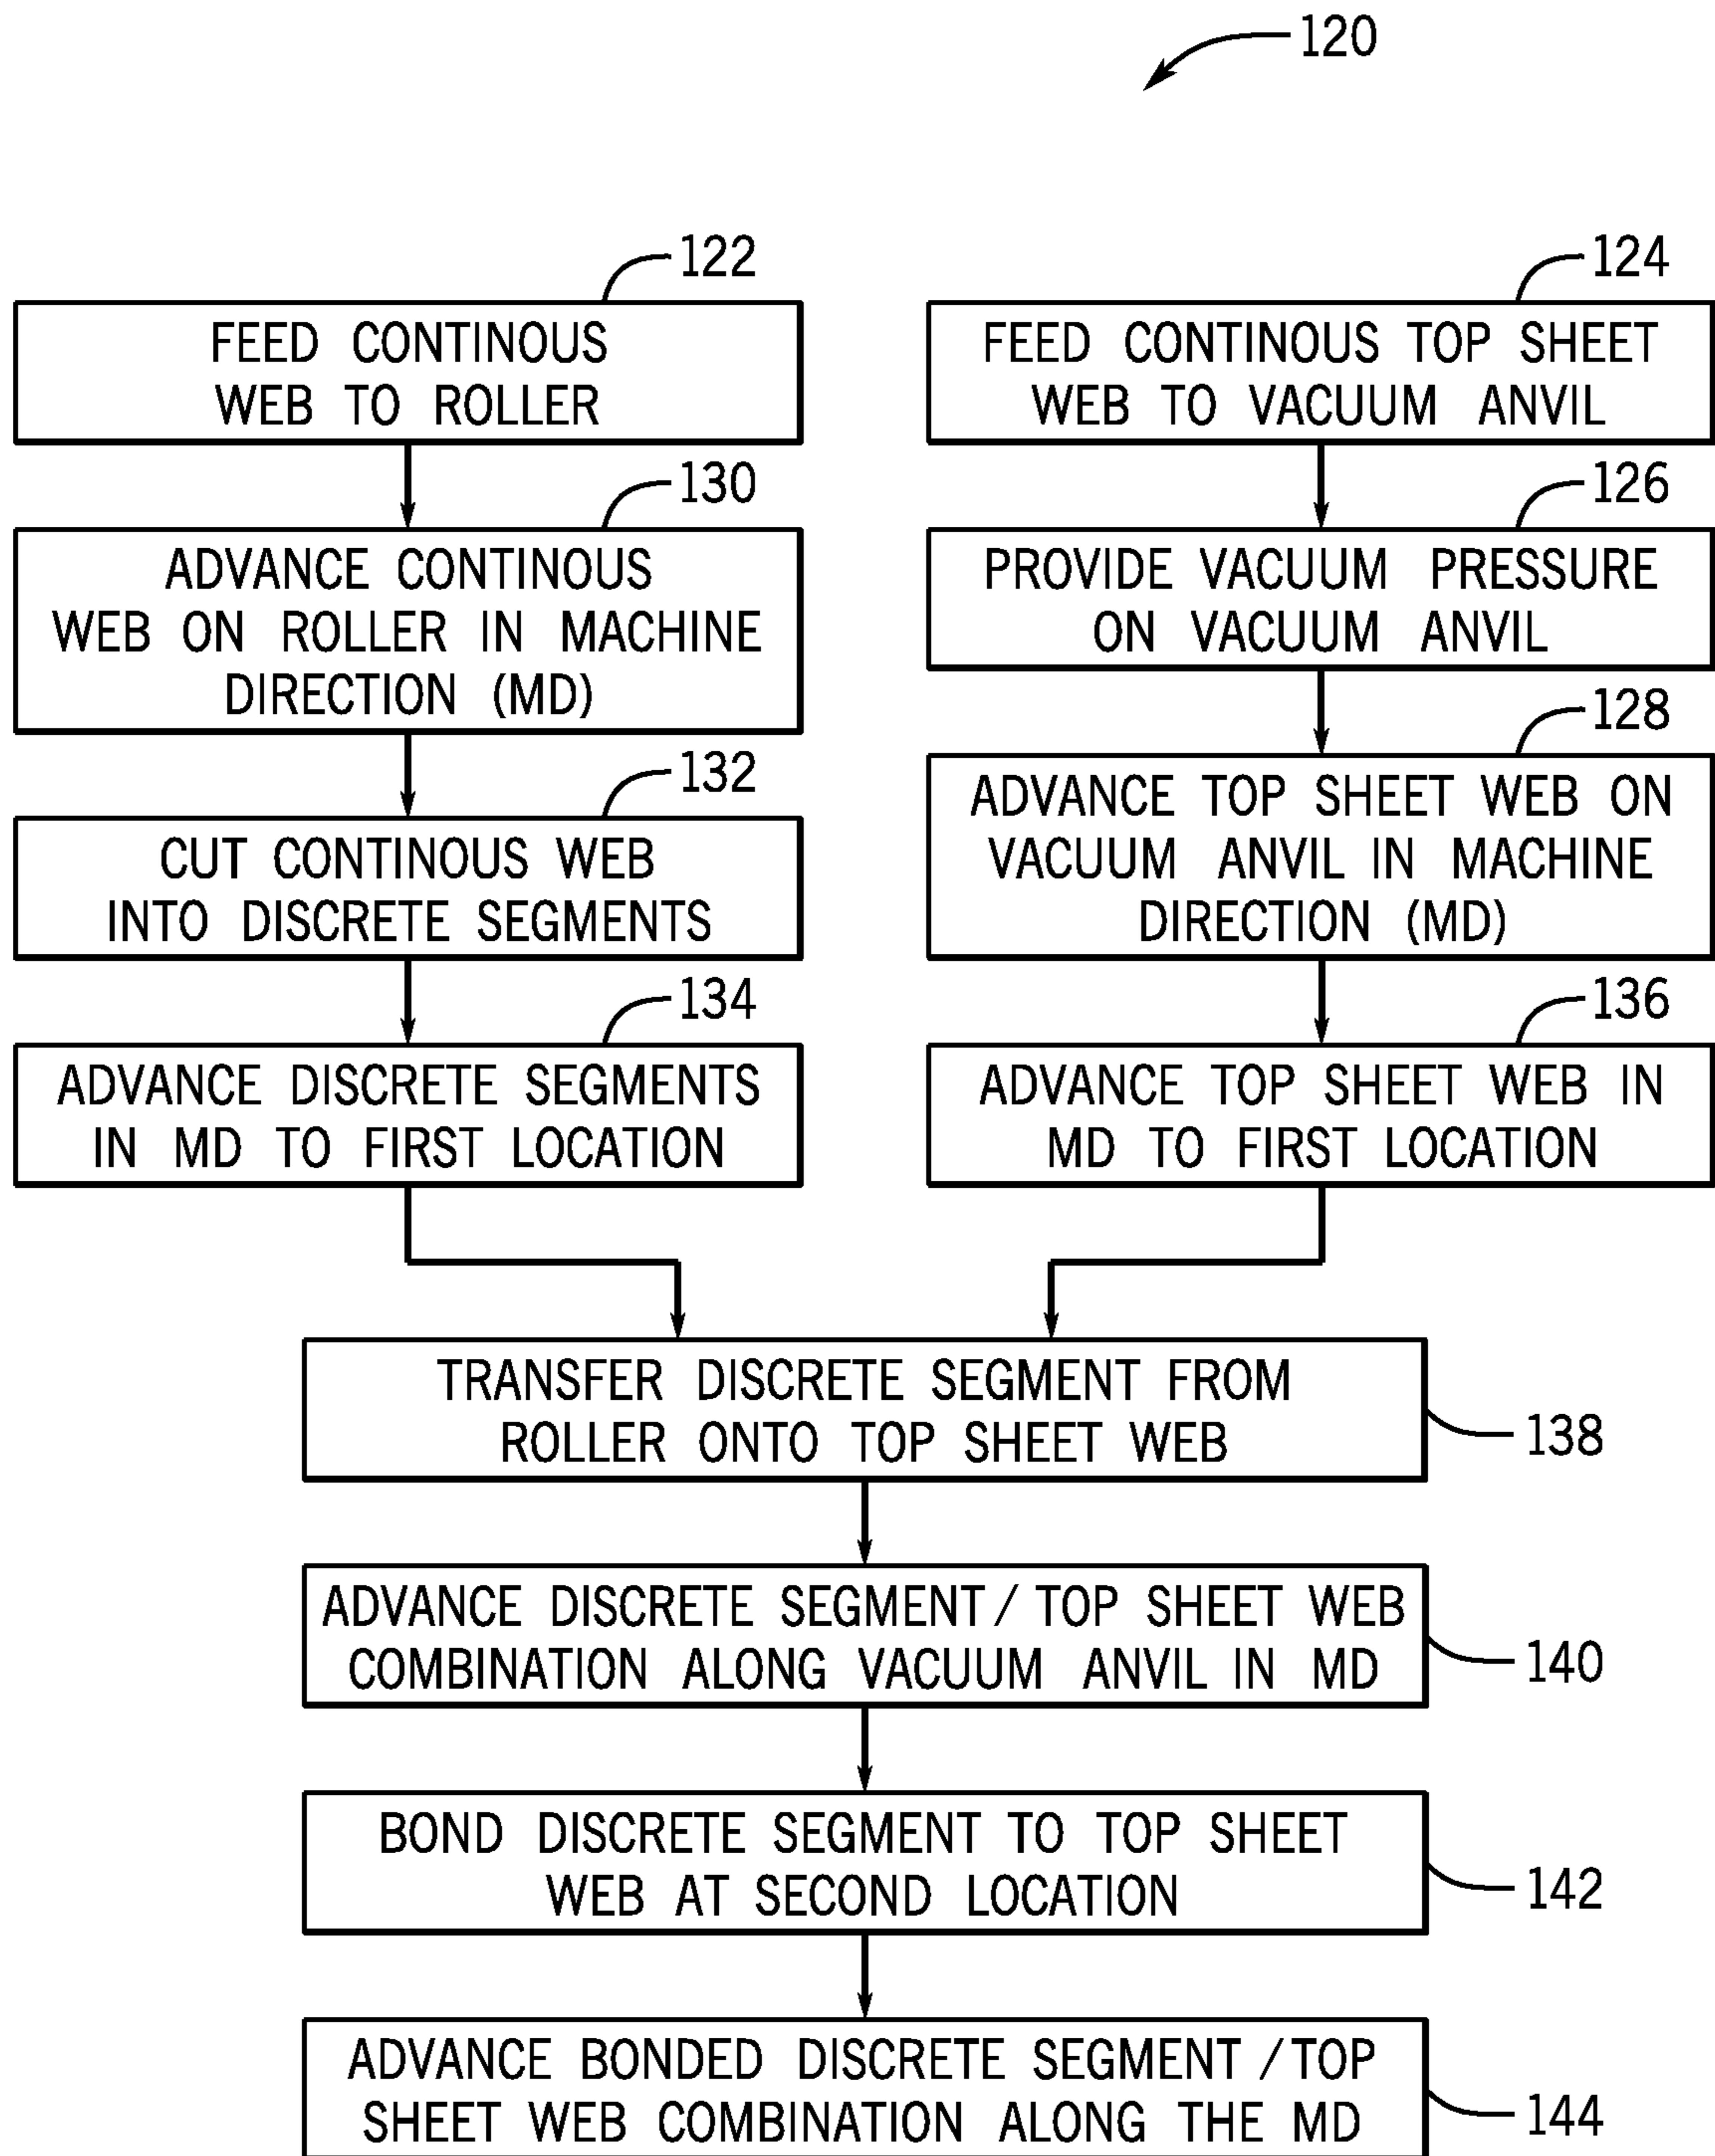 120
122
FEED CONTINOUS
WEB TO ROLLER
124
FEED CONTINOUS TOP SHEET
WEB TO VACUUM ANVIL
130
ADVANCE CONTINOUS
WEB ON ROLLER IN MACHINE
DIRECTION (MD)
126
PROVIDE VACUUM PRESSURE
ON VACUUM ANVIL
132
CUT CONTINOUS WEB
INTO DISCRETE SEGMENTS
128
ADVANCE TOP SHEET WEB ON
VACUUM ANVIL IN MACHINE
DIRECTION (MD)
134
ADVANCE DISCRETE SEGMENTS
IN MD TO FIRST LOCATION
136
ADVANCE TOP SHEET WEB IN
MD TO FIRST LOCATION
TRANSFER DISCRETE SEGMENT FROM
ROLLER ONTO TOP SHEET WEB
138
ADVANCE DISCRETE SEGMENT / TOP SHEET WEB
COMBINATION ALONG VACUUM ANVIL IN MD
140
BOND DISCRETE SEGMENT TO TOP SHEET
WEB AT SECOND LOCATION
142
ADVANCE BONDED DISCRETE SEGMENT / TOP
SHEET WEB COMBINATION ALONG THE MD
144